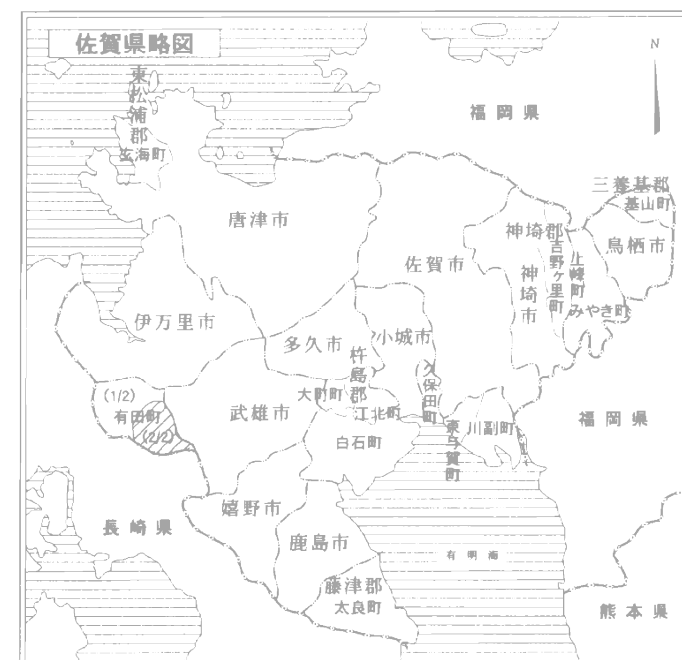 佐賀県略図
N
東松浦郡
玄海町
福岡県
三養基郡
基山町
唐津市
神埼郡
吉野ヶ里町
上峰町
鳥栖市
佐賀市
神埼市
みやき町
伊万里市
多久市
杵島郡
小城市
久保田町
(1/2)
有田町
(2/2)
武雄市
大町町
江北町
白石町
東与賀町
川副町
福岡県
嬉野市
長崎県
鹿島市
有明海
藤津郡
太良町
熊本県